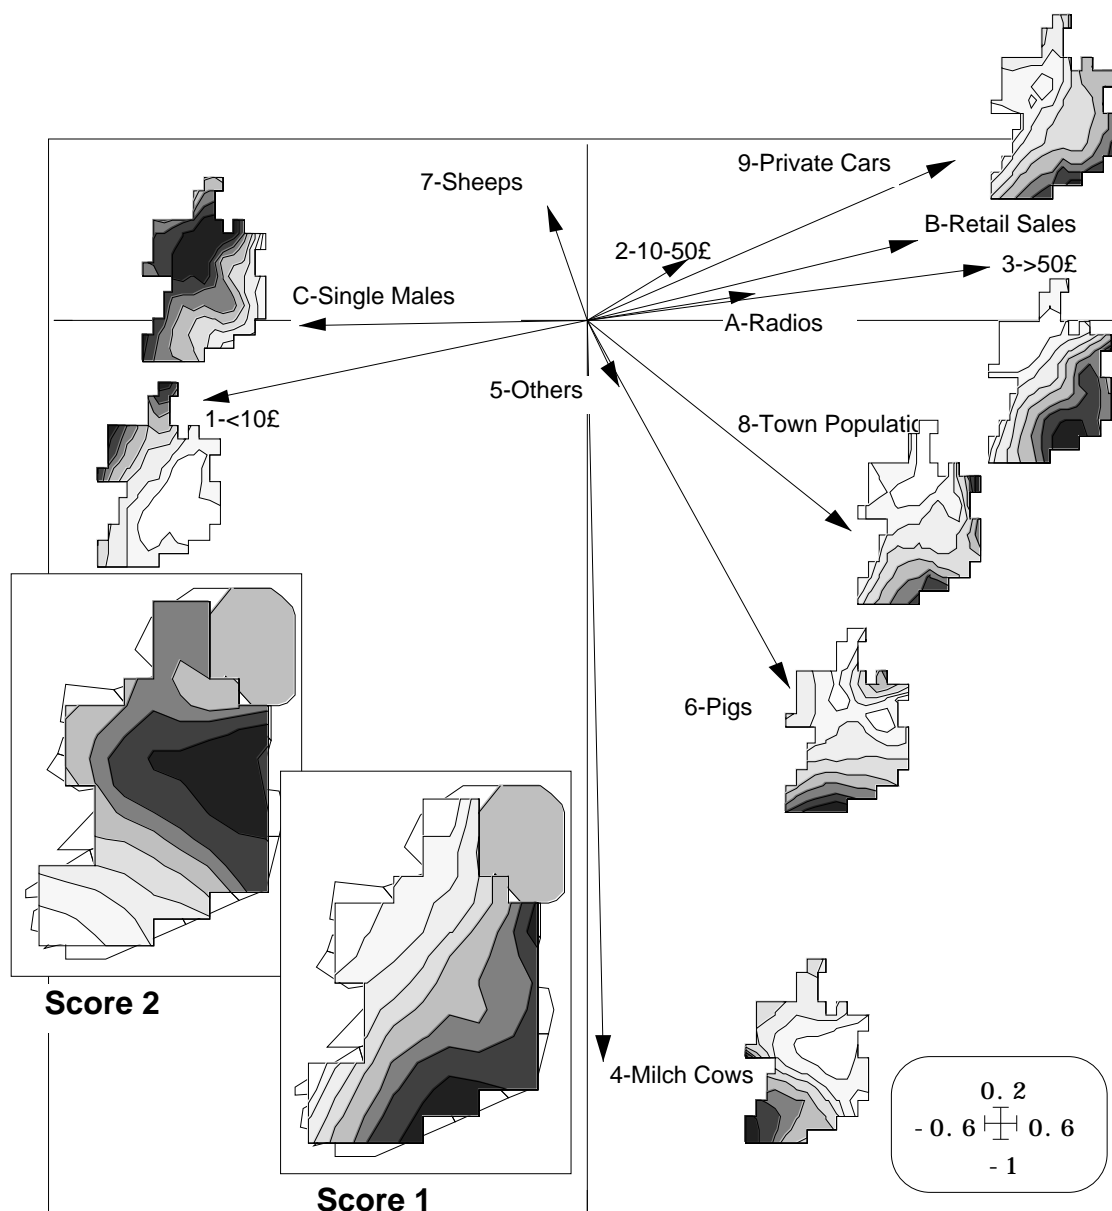 9-Private Cars
7-Sheeps
B-Retail Sales
2-10-50£
3->50£
C-Single Males
A-Radios
5-Others
1-<10£
8-Town Populatio
6-Pigs
Score 2
4-Milch Cows
0.2
-0.6 0.6
-1
Score 1